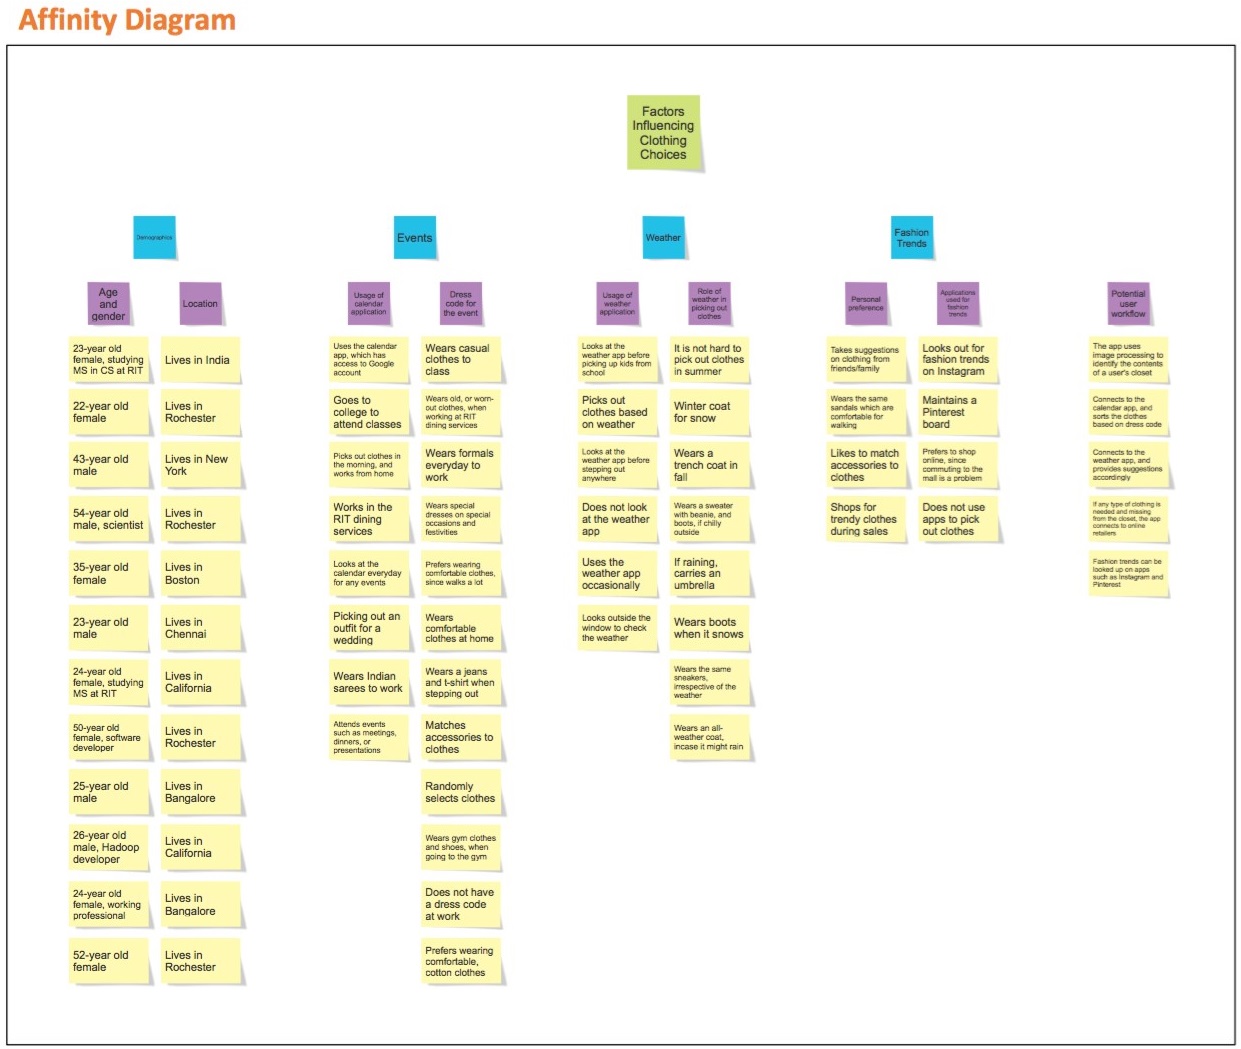 Affinity Diagram
Factors
Influencing
Clothing
Choices
Demographics
Events
Weather
Fashion
Trends
Age
and
gender
Location
Usage of
calendar
application
Dress
code for
the event
Usage of
weather
application
Role of
weather in
picking out
clothes
Personal
preference
Applications
used for
fashion
trends
Potential
user
workflow
23-year old
female, studying
MS in CS at RIT
22-year old
female
43-year old
male
54-year old
male, scientist
35-year old
female
23-year old
male
24-year old
female, studying
MS at RIT
50-year old
female, software
developer
25-year old
male
26-year old
male, Hadoop
developer
24-year old
female, working
professional
52-year old
female
Lives in India
Lives in
Rochester
Lives in New
York
Lives in
Rochester
Lives in
Boston
Lives in
Chennai
Lives in
California
Lives in
Rochester
Lives in
Bangalore
Lives in
California
Lives in
Bangalore
Lives in
Rochester
Uses the calendar
app, which has
access to Google
account
Goes to
college to
attend classes
Picks out clothes in
the morning, and
works from home
Works in the
RIT dining
services
Looks at the
calendar everyday
for any events
Picking out an
outfit for a
wedding
Wears Indian
sarees to work
Attends events
such as meetings,
dinners, or
presentations
Wears casual
clothes to
class
Wears old, or worn-
out clothes, when
working at RIT
dining services
Wears formals
everyday to
work
Wears special
dresses on special
occasions and
festivities
Prefers wearing
comfortable clothes,
since walks a lot
Wears
comfortable
clothes at home
Wears a jeans
and t-shirt when
stepping out
Matches
accessories to
clothes
Randomly
selects clothes
Wears gym clothes
and shoes, when
going to the gym
Does not have
a dress code
at work
Prefers wearing
comfortable,
cotton clothes
Looks at the
weather app before
picking up kids from
school
Picks out
clothes based
on weather
Looks at the
weather app before
stepping out
anywhere
Does not look
at the weather
app
Uses the
weather app
occasionally
Looks outside the
window to check
the weather
It is not hard to
pick out clothes
in summer
Winter coat
for snow
Wears a
trench coat in
fall
Wears a sweater
with beanie, and
boots, if chilly
outside
If raining,
carries an
umbrella
Wears boots
when it snows
Wears the same
sneakers,
irrespective of the
weather
Wears an all-
weather coat,
incase it might rain
Takes suggestions
on clothing from
friends/family
Wears the same
sandals which are
comfortable for
walking
Likes to match
accessories to
clothes
Shops for
trendy clothes
during sales
Looks out for
fashion trends
on Instagram
Maintains a
Pinterest
board
Prefers to shop
online, since
commuting to the
mall is a problem
Does not use
apps to pick
out clothes
The app uses
image processing to
identify the contents
of a user's closet
Connects to the
calendar app, and
sorts the clothes
based on dress code
Connects to the
weather app, and
provides suggestions
accordingly
If any type of clothing is
needed and missing
from the closet, the app
connects to online
retailers
Fashion trends can be
looked up on apps
such as Instagram and
Pinterest